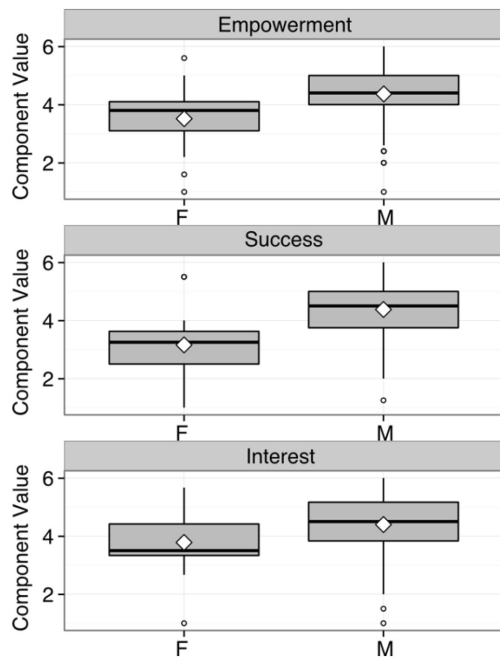 Empowerment
Component Value
6
4
2
F M
Success
Component Value
6
4
2
F M
Interest
Component Value
6
4
2
F M